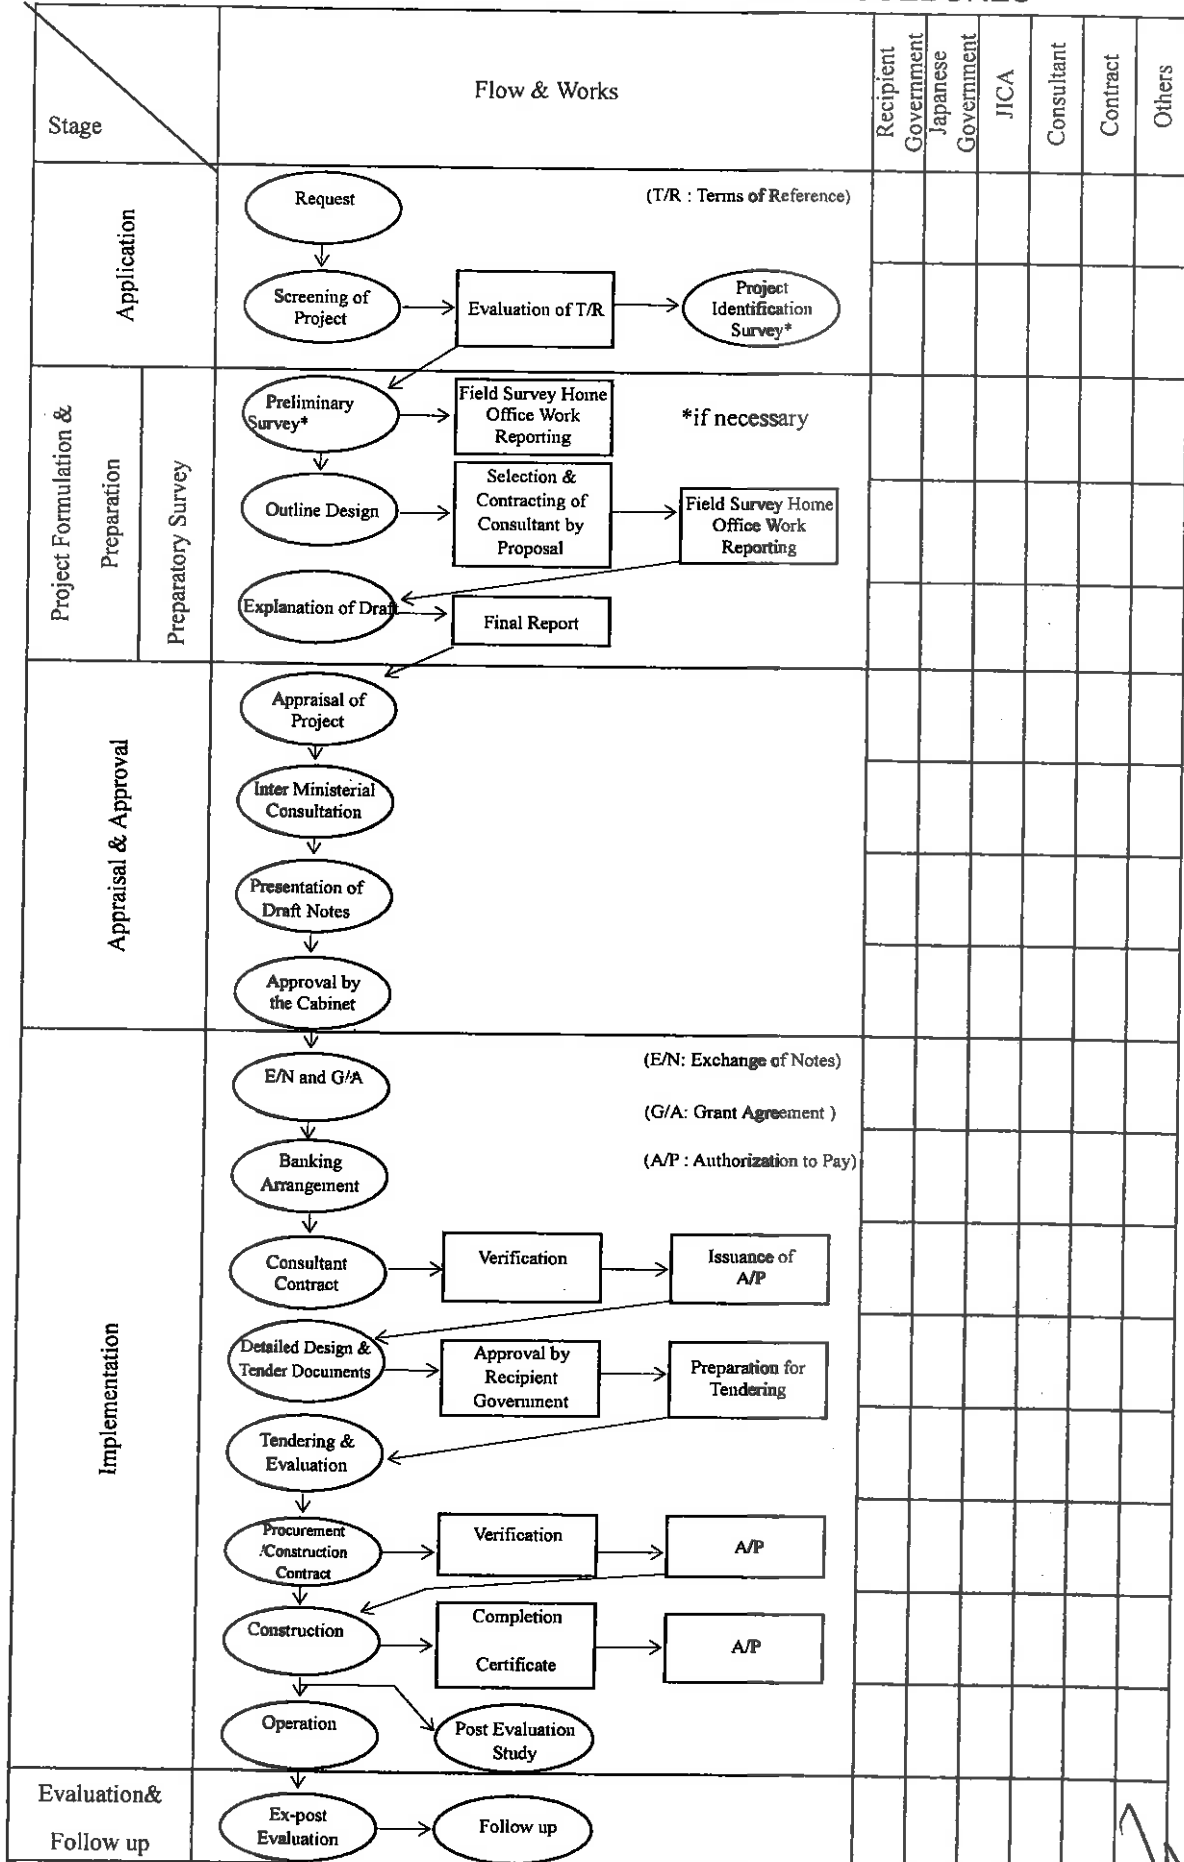 Stage
Flow & Works
Recipient
Government
Japanese
Government
JICA
Consultant
Contract
Others
Application
Request
(T/R : Terms of Reference)
Screening of
Project
Evaluation of T/R
Project
Identification
Survey*
Project Formulation &
Preparation
Preparatory Survey
Preliminary
Survey*
Field Survey Home
Office Work
Reporting
*if necessary
Outline Design
Selection &
Contracting of
Consultant by
Proposal
Field Survey Home
Office Work
Reporting
Explanation of Draft
Final Report
Appraisal & Approval
Appraisal of
Project
Inter Ministerial
Consultation
Presentation of
Draft Notes
Approval by
the Cabinet
Implementation
E/N and G/A
(E/N: Exchange of Notes)
(G/A: Grant Agreement )
(A/P : Authorization to Pay)
Banking
Arrangement
Consultant
Contract
Verification
Issuance of
A/P
Detailed Design &
Tender Documents
Approval by
Recipient
Government
Preparation for
Tendering
Tendering &
Evaluation
Procurement
/Construction
Contract
Verification
A/P
Construction
Completion
Certificate
A/P
Operation
Post Evaluation
Study
Evaluation&
Follow up
Ex-post
Evaluation
Follow up